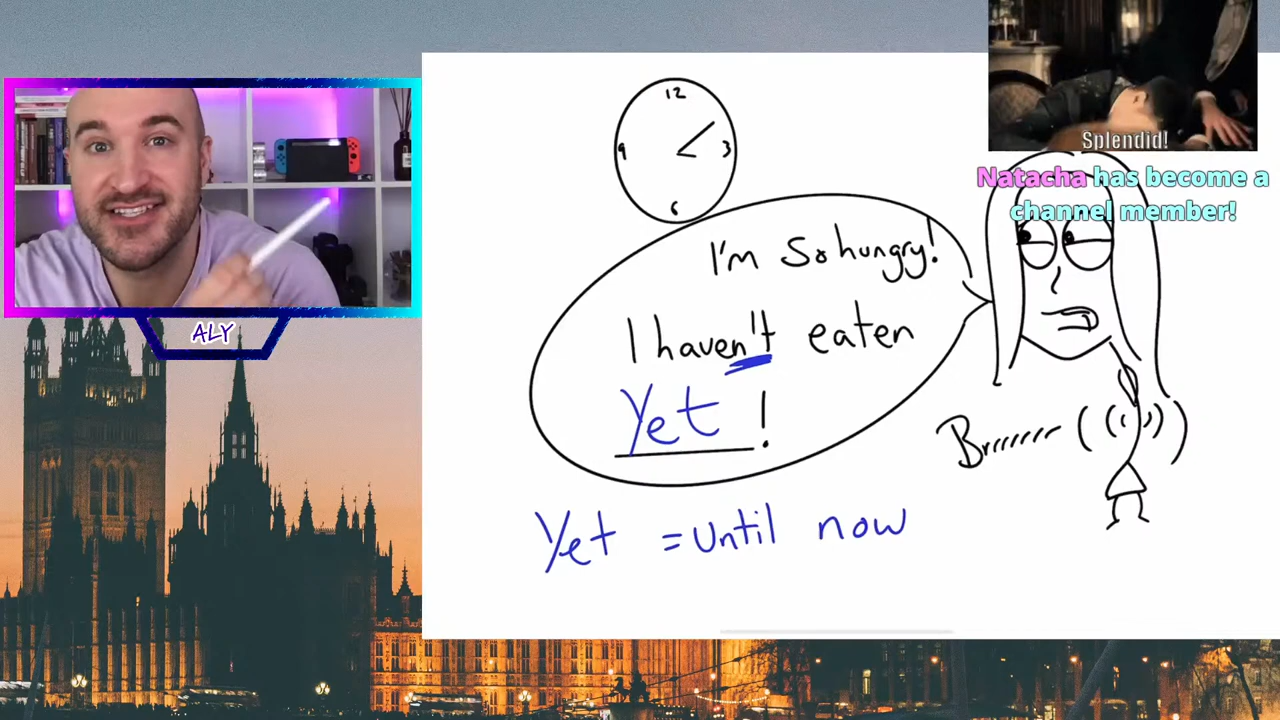 12
9 3
6
Splendid!
Natacha has become a
channel member!
ALY
I'm so hungry!
I haven't eaten
Yet!
Brrrrrrr
Yet = until now